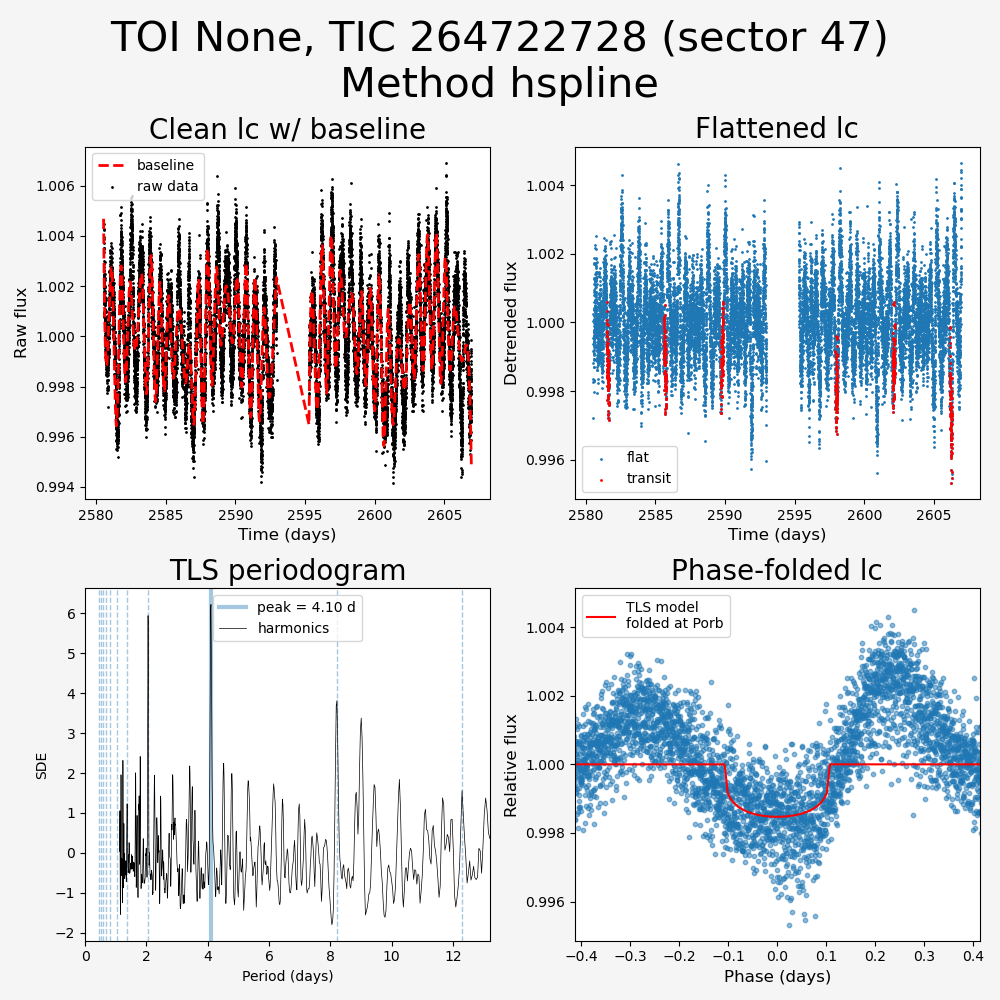 TOI None, TIC 264722728 (sector 47)
Method hspline
Clean lc w/ baseline
baseline
raw data
1.006
1.004
1.002
1.000
0.998
0.996
0.994
Raw flux
2580
2585
2590
2595
2600
2605
Time (days)
Flattened lc
flat
transit
1.004
1.002
1.000
0.998
0.996
Detrended flux
2580
2585
2590
2595
2600
2605
Time (days)
TLS periodogram
peak = 4.10 d
harmonics
6
5
4
3
2
1
0
−1
−2
SDE
0
2
4
6
8
10
12
Period (days)
Phase-folded lc
TLS model
folded at Porb
1.004
1.002
1.000
0.998
0.996
Relative flux
−0.4
−0.3
−0.2
−0.1
0.0
0.1
0.2
0.3
0.4
Phase (days)